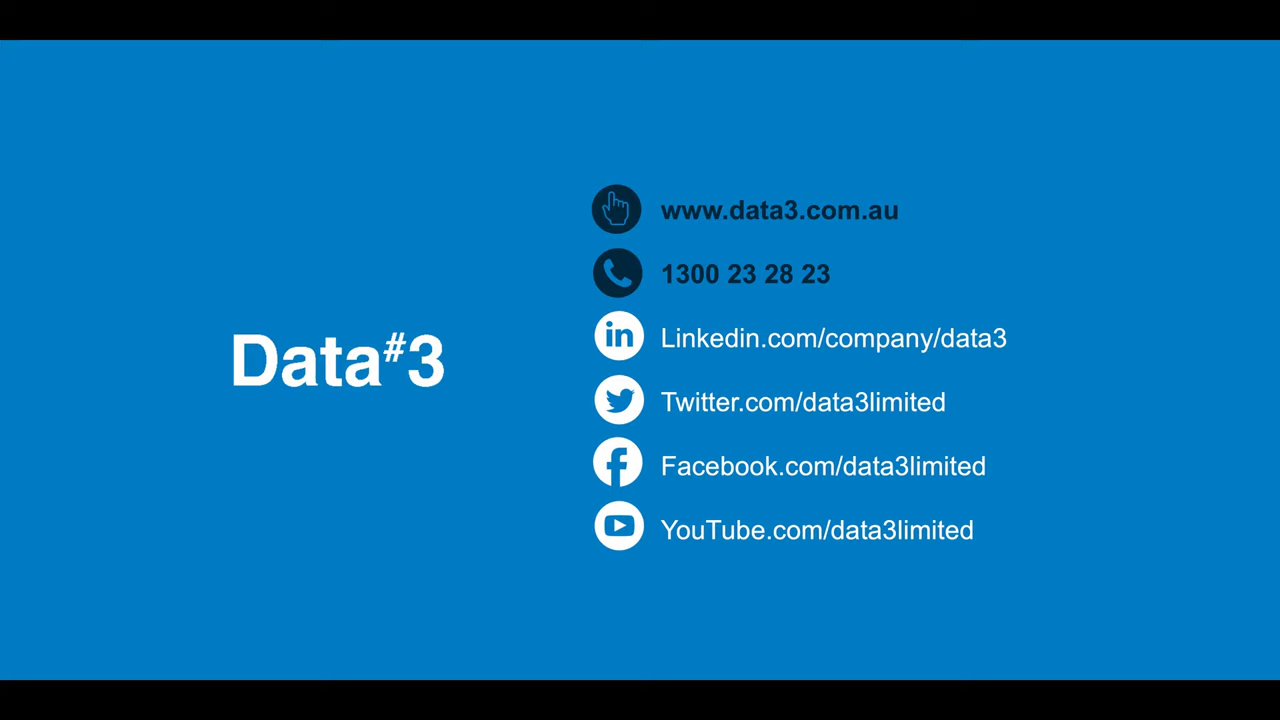 Data#3
www.data3.com.au
1300 23 28 23
Linkedin.com/company/data3
Twitter.com/data3limited
Facebook.com/data3limited
YouTube.com/data3limited